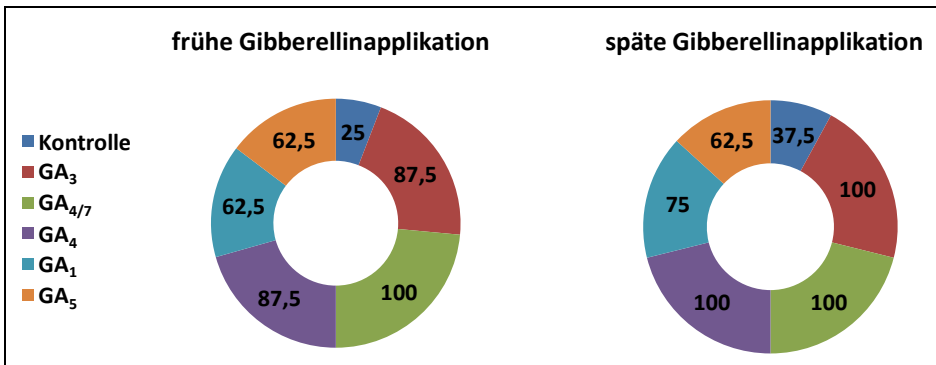 frühe Gibberellinapplikation
späte Gibberellinapplikation
Kontrolle
GA₃
GA₄/₇
GA₄
GA₁
GA₅
25
87,5
100
87,5
62,5
62,5
37,5
100
100
100
75
62,5